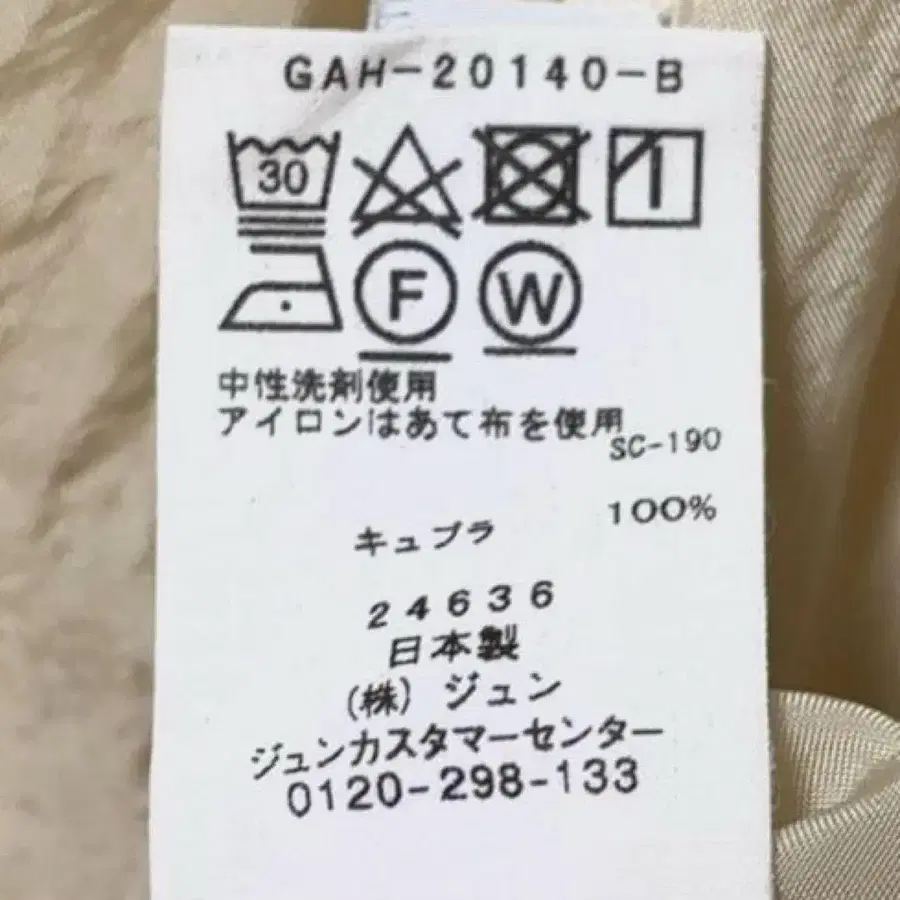 GAH-20140-B
30
F W
中性洗剤使用
アイロンはあて布を使用
SC-190
キュプラ 100%
24636
日本製
(株) ジュン
ジュンカスタマーセンター
0120-298-133